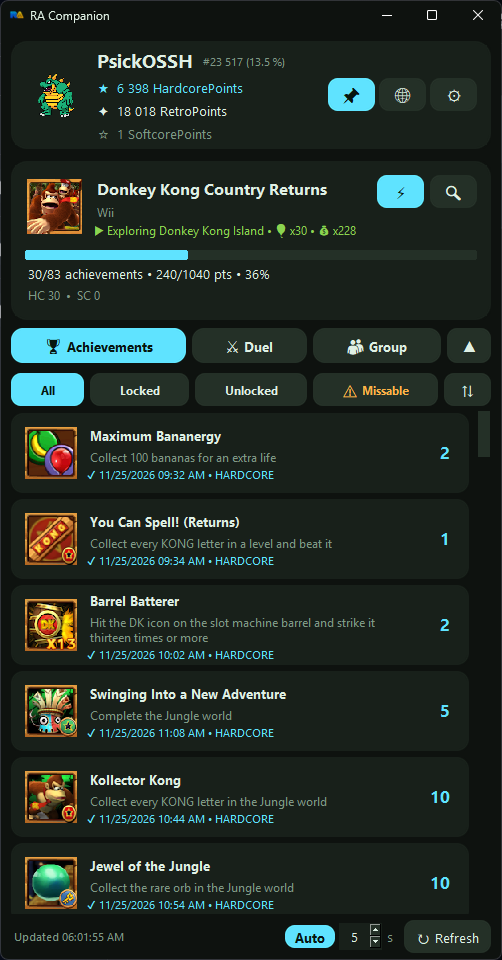 RA Companion
PsickOSSH #23 517 (13.5 %)
★ 6 398 HardcorePoints
✦ 18 018 RetroPoints
☆ 1 SoftcorePoints
Donkey Kong Country Returns
Wii
▶ Exploring Donkey Kong Island • 🎈 x30 • 💰 x228
30/83 achievements • 240/1040 pts • 36%
HC 30 • SC 0
🏆 Achievements
⚔ Duel
👥 Group
▲
All
Locked
Unlocked
⚠ Missable
⇅
Maximum Bananergy
Collect 100 bananas for an extra life
✓ 11/25/2026 09:32 AM • HARDCORE
2
KONG
You Can Spell! (Returns)
Collect every KONG letter in a level and beat it
✓ 11/25/2026 09:34 AM • HARDCORE
1
DK
X13
Barrel Batterer
Hit the DK icon on the slot machine barrel and strike it
thirteen times or more
✓ 11/25/2026 10:02 AM • HARDCORE
2
Swinging Into a New Adventure
Complete the Jungle world
✓ 11/25/2026 11:08 AM • HARDCORE
5
Kollector Kong
Collect every KONG letter in the Jungle world
✓ 11/25/2026 10:44 AM • HARDCORE
10
Jewel of the Jungle
Collect the rare orb in the Jungle world
✓ 11/25/2026 10:54 AM • HARDCORE
10
Updated 06:01:55 AM
Auto
5
s
↻ Refresh